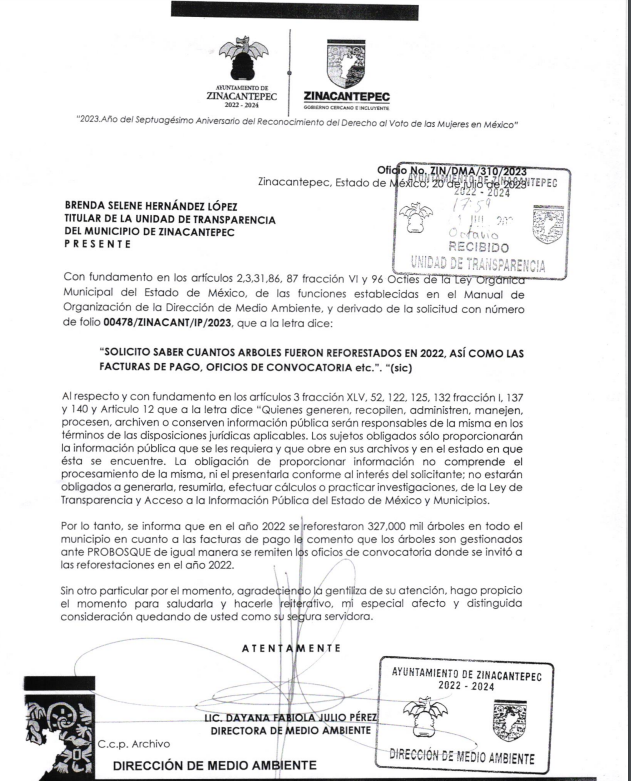 AYUNTAMIENTO DE
ZINACANTEPEC
2022 - 2024
ZINACANTEPEC
GOBIERNO CERCANO E INCLUYENTE
"2023.Año del Septuagésimo Aniversario del Reconocimiento del Derecho al Voto de las Mujeres en México"
Oficio No. ZIN/DMA/310/2023
Zinacantepec, Estado de México; 20 de julio de 2023
AYUNTAMIENTO DE ZINACANTEPEC
2022 - 2024
17:59
Octavio
RECIBIDO
UNIDAD DE TRANSPARENCIA
BRENDA SELENE HERNÁNDEZ LÓPEZ
TITULAR DE LA UNIDAD DE TRANSPARENCIA
DEL MUNICIPIO DE ZINACANTEPEC
P R E S E N T E
Con fundamento en los artículos 2,3,31,86, 87 fracción VI y 96 Octies de la Ley Orgánica
Municipal del Estado de México, de las funciones establecidas en el Manual de
Organización de la Dirección de Medio Ambiente, y derivado de la solicitud con número
de folio 00478/ZINACANT/IP/2023, que a la letra dice:
"SOLICITO SABER CUANTOS ARBOLES FUERON REFORESTADOS EN 2022, ASÍ COMO LAS
FACTURAS DE PAGO, OFICIOS DE CONVOCATORIA etc.". "(sic)
Al respecto y con fundamento en los artículos 3 fracción XLV, 52, 122, 125, 132 fracción I, 137
y 140 y Articulo 12 que a la letra dice "Quienes generen, recopilen, administren, manejen,
procesen, archiven o conserven información pública serán responsables de la misma en los
términos de las disposiciones jurídicas aplicables. Los sujetos obligados sólo proporcionarán
la información pública que se les requiera y que obre en sus archivos y en el estado en que
ésta se encuentre. La obligación de proporcionar información no comprende el
procesamiento de la misma, ni el presentarla conforme al interés del solicitante; no estarán
obligados a generarla, resumirla, efectuar cálculos o practicar investigaciones, de la Ley de
Transparencia y Acceso a la Información Pública del Estado de México y Municipios.
Por lo tanto, se informa que en el año 2022 se reforestaron 327,000 mil árboles en todo el
municipio en cuanto a las facturas de pago le comento que los árboles son gestionados
ante PROBOSQUE de igual manera se remiten los oficios de convocatoria donde se invitó a
las reforestaciones en el año 2022.
Sin otro particular por el momento, agradeciendo la gentiliza de su atención, hago propicio
el momento para saludarla y hacerle reiterativo, mi especial afecto y distinguida
consideración quedando de usted como su segura servidora.
A T E N T A M E N T E
LIC. DAYANA FABIOLA JULIO PÉREZ
DIRECTORA DE MEDIO AMBIENTE
AYUNTAMIENTO DE ZINACANTEPEC
2022 - 2024
DIRECCIÓN DE MEDIO AMBIENTE
C.c.p. Archivo
DIRECCIÓN DE MEDIO AMBIENTE